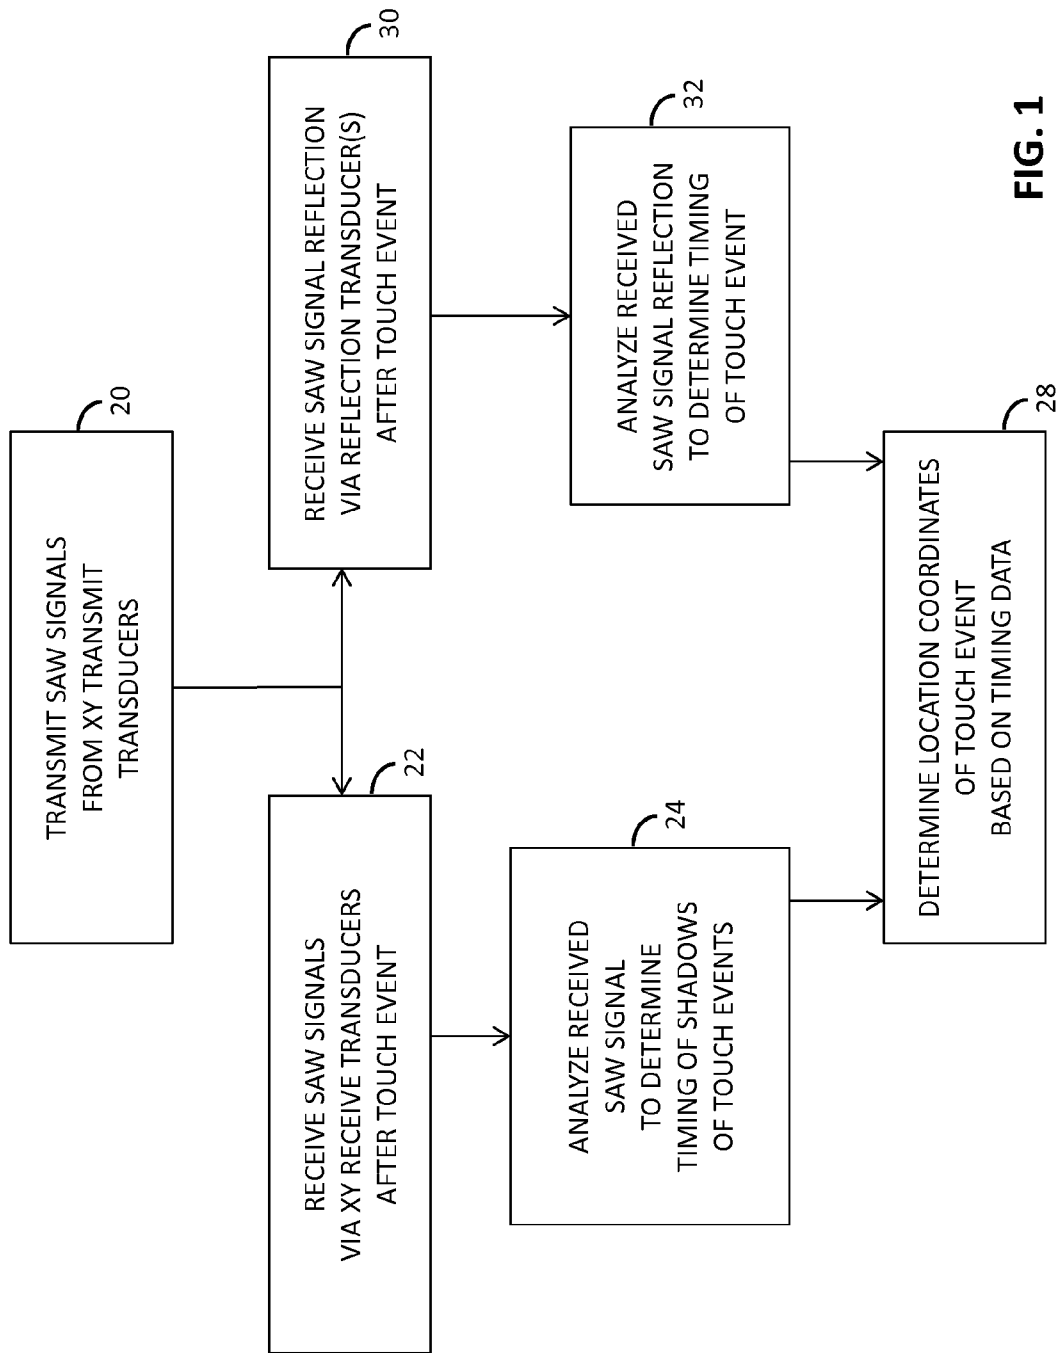 TRANSMIT SAW SIGNALS
FROM XY TRANSMIT
TRANSDUCERS
20
RECEIVE SAW SIGNALS
VIA XY RECEIVE TRANSDUCERS
AFTER TOUCH EVENT
22
RECEIVE SAW SIGNAL REFLECTION
VIA REFLECTION TRANSDUCER(S)
AFTER TOUCH EVENT
30
ANALYZE RECEIVED
SAW SIGNAL
TO DETERMINE
TIMING OF SHADOWS
OF TOUCH EVENTS
24
ANALYZE RECEIVED
SAW SIGNAL REFLECTION
TO DETERMINE TIMING
OF TOUCH EVENT
32
DETERMINE LOCATION COORDINATES
OF TOUCH EVENT
BASED ON TIMING DATA
28
FIG. 1